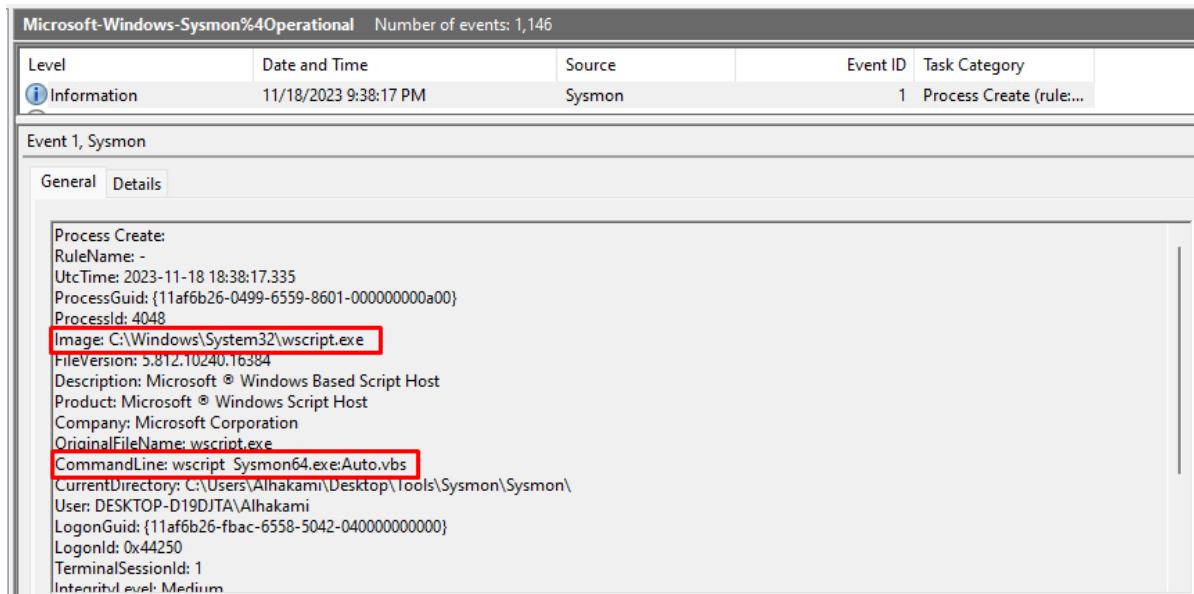 Microsoft-Windows-Sysmon%4Operational Number of events: 1,146
Level Date and Time Source Event ID Task Category
Information 11/18/2023 9:38:17 PM Sysmon 1 Process Create (rule:...
Event 1, Sysmon
General Details
Process Create:
RuleName: -
UtcTime: 2023-11-18 18:38:17.335
ProcessGuid: {11af6b26-0499-6559-8601-000000000a00}
ProcessId: 4048
Image: C:\Windows\System32\wscript.exe
FileVersion: 5.812.10240.16384
Description: Microsoft ® Windows Based Script Host
Product: Microsoft ® Windows Script Host
Company: Microsoft Corporation
OriginalFileName: wscript.exe
CommandLine: wscript Sysmon64.exe:Auto.vbs
CurrentDirectory: C:\Users\Alhakami\Desktop\Tools\Sysmon\Sysmon\
User: DESKTOP-D19DJTA\Alhakami
LogonGuid: {11af6b26-fbac-6558-5042-040000000000}
LogonId: 0x44250
TerminalSessionId: 1
IntegrityLevel: Medium